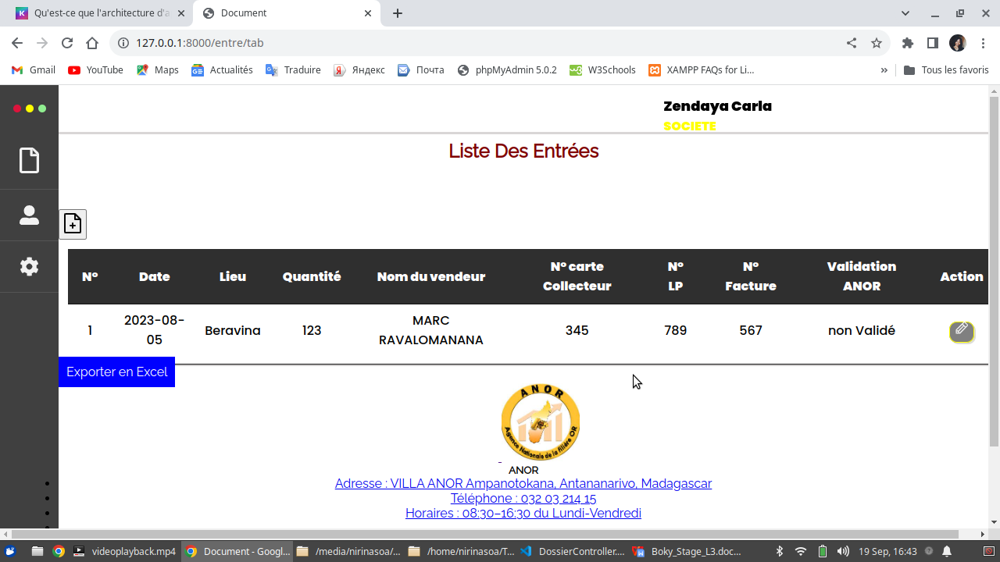 Qu'est-ce que l'architecture d'a
Document
127.0.0.1:8000/entre/tab
Gmail
YouTube
Maps
Actualités
Traduire
Яндекс
Почта
phpMyAdmin 5.0.2
W3Schools
XAMPP FAQs for Li...
»
Tous les favoris
Zendaya Carla
SOCIETE
Liste Des Entrées
N° Date Lieu Quantité Nom du vendeur N° carte Collecteur N° LP N° Facture Validation ANOR Action
1 2023-08-05 Beravina 123 MARC RAVALOMANANA 345 789 567 non Validé
Exporter en Excel
ANOR
Agence Nationale de la filière OR
ANOR
Adresse : VILLA ANOR Ampanotokana, Antananarivo, Madagascar
Téléphone : 032 03 214 15
Horaires : 08:30–16:30 du Lundi-Vendredi
videoplayback.mp4
Document - Googl...
/media/nirinasoa/...
/home/nirinasoa/T...
DossierController....
Boky_Stage_L3.doc...
19 Sep, 16:43